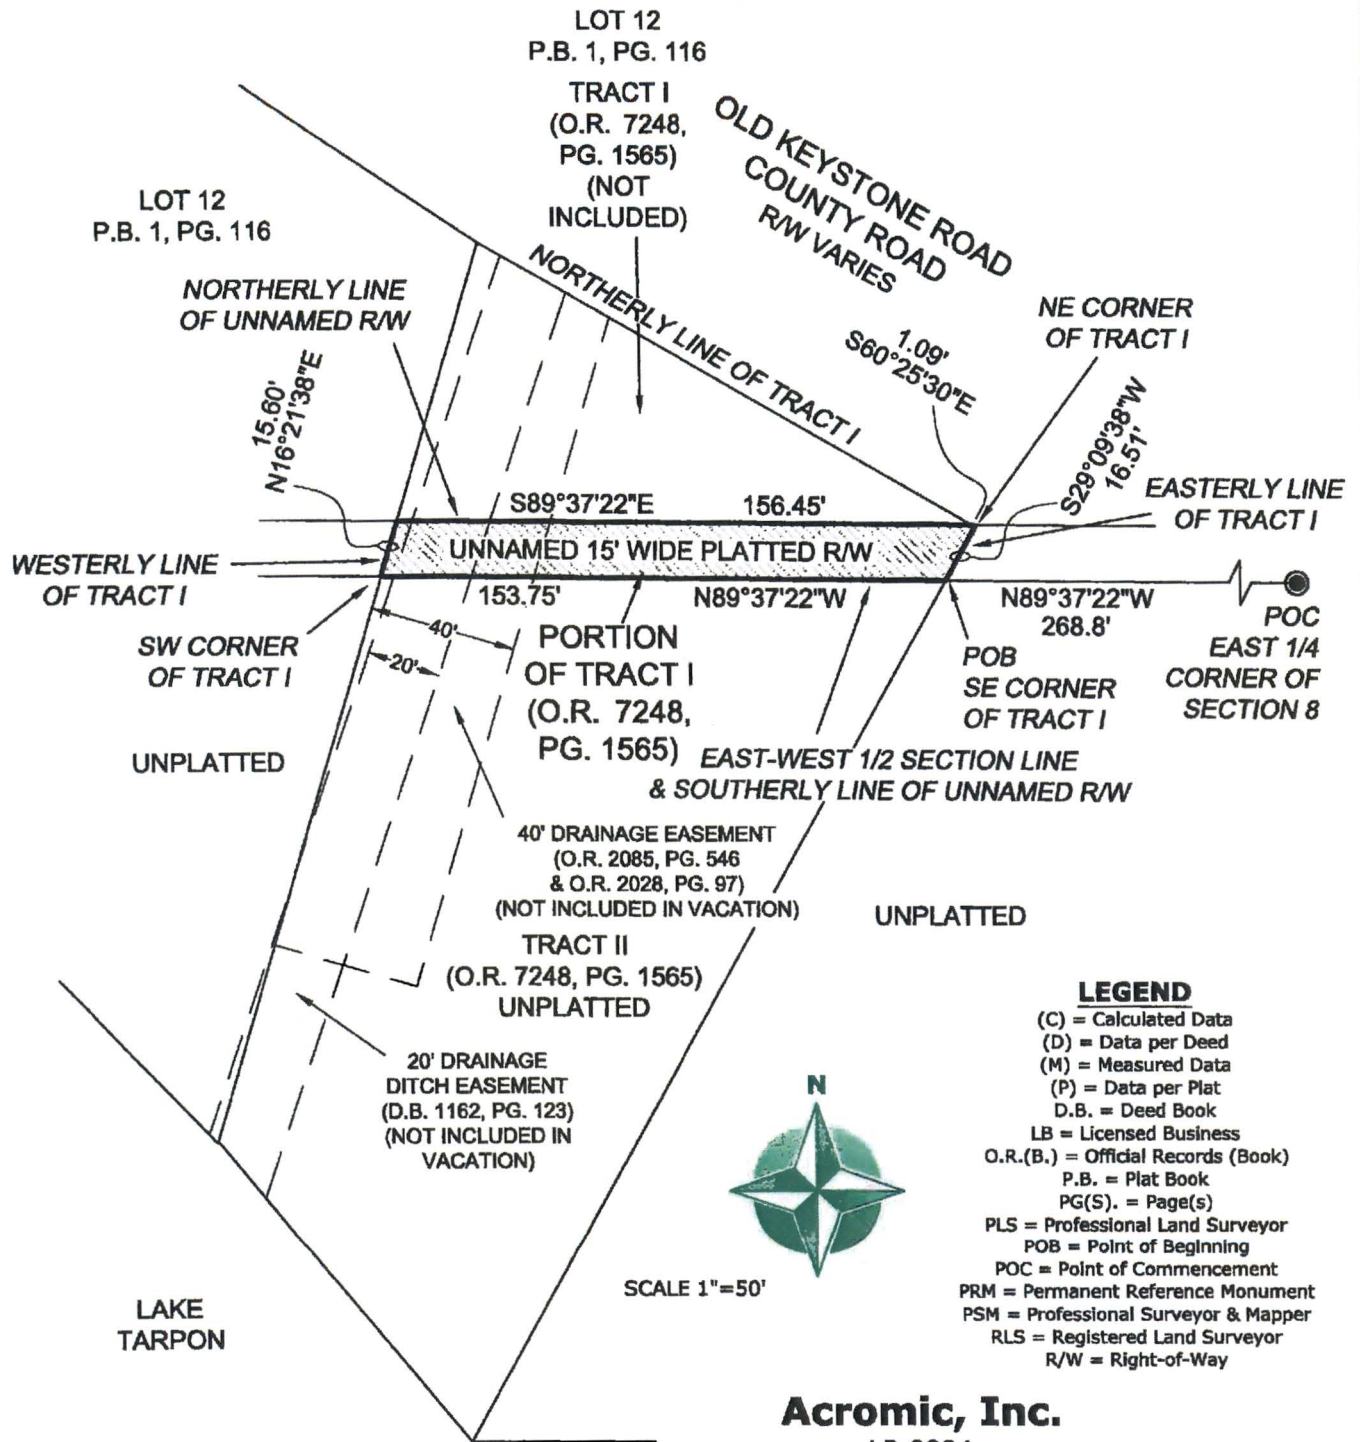 LOT 12
P.B. 1, PG. 116
TRACT I
(O.R. 7248,
PG. 1565)
(NOT
INCLUDED)
OLD KEYSTONE ROAD
COUNTY ROAD
R/W VARIES
LOT 12
P.B. 1, PG. 116
NORTHERLY LINE
OF UNNAMED R/W
NORTHERLY LINE OF TRACT I
NE CORNER
OF TRACT I
1.09'
S60°25'30"E
15.60'
N16°21'38"E
S29°09'38"W
16.51'
EASTERLY LINE
OF TRACT I
S89°37'22"E
156.45'
UNNAMED 15' WIDE PLATTED R/W
WESTERLY LINE
OF TRACT I
153.75'
N89°37'22"W
N89°37'22"W
268.8'
POC
EAST 1/4
CORNER OF
SECTION 8
SW CORNER
OF TRACT I
40'
20'
PORTION
OF TRACT I
(O.R. 7248,
PG. 1565)
POB
SE CORNER
OF TRACT I
UNPLATTED
EAST-WEST 1/2 SECTION LINE
& SOUTHERLY LINE OF UNNAMED R/W
40' DRAINAGE EASEMENT
(O.R. 2085, PG. 546
& O.R. 2028, PG. 97)
(NOT INCLUDED IN VACATION)
UNPLATTED
TRACT II
(O.R. 7248, PG. 1565)
UNPLATTED
20' DRAINAGE
DITCH EASEMENT
(D.B. 1162, PG. 123)
(NOT INCLUDED IN
VACATION)
LEGEND
(C) = Calculated Data
(D) = Data per Deed
(M) = Measured Data
(P) = Data per Plat
D.B. = Deed Book
LB = Licensed Business
O.R.(B.) = Official Records (Book)
P.B. = Plat Book
PG(S). = Page(s)
PLS = Professional Land Surveyor
POB = Point of Beginning
POC = Point of Commencement
PRM = Permanent Reference Monument
PSM = Professional Surveyor & Mapper
RLS = Registered Land Surveyor
R/W = Right-of-Way
N
SCALE 1"=50'
LAKE
TARPON
Acromic, Inc.